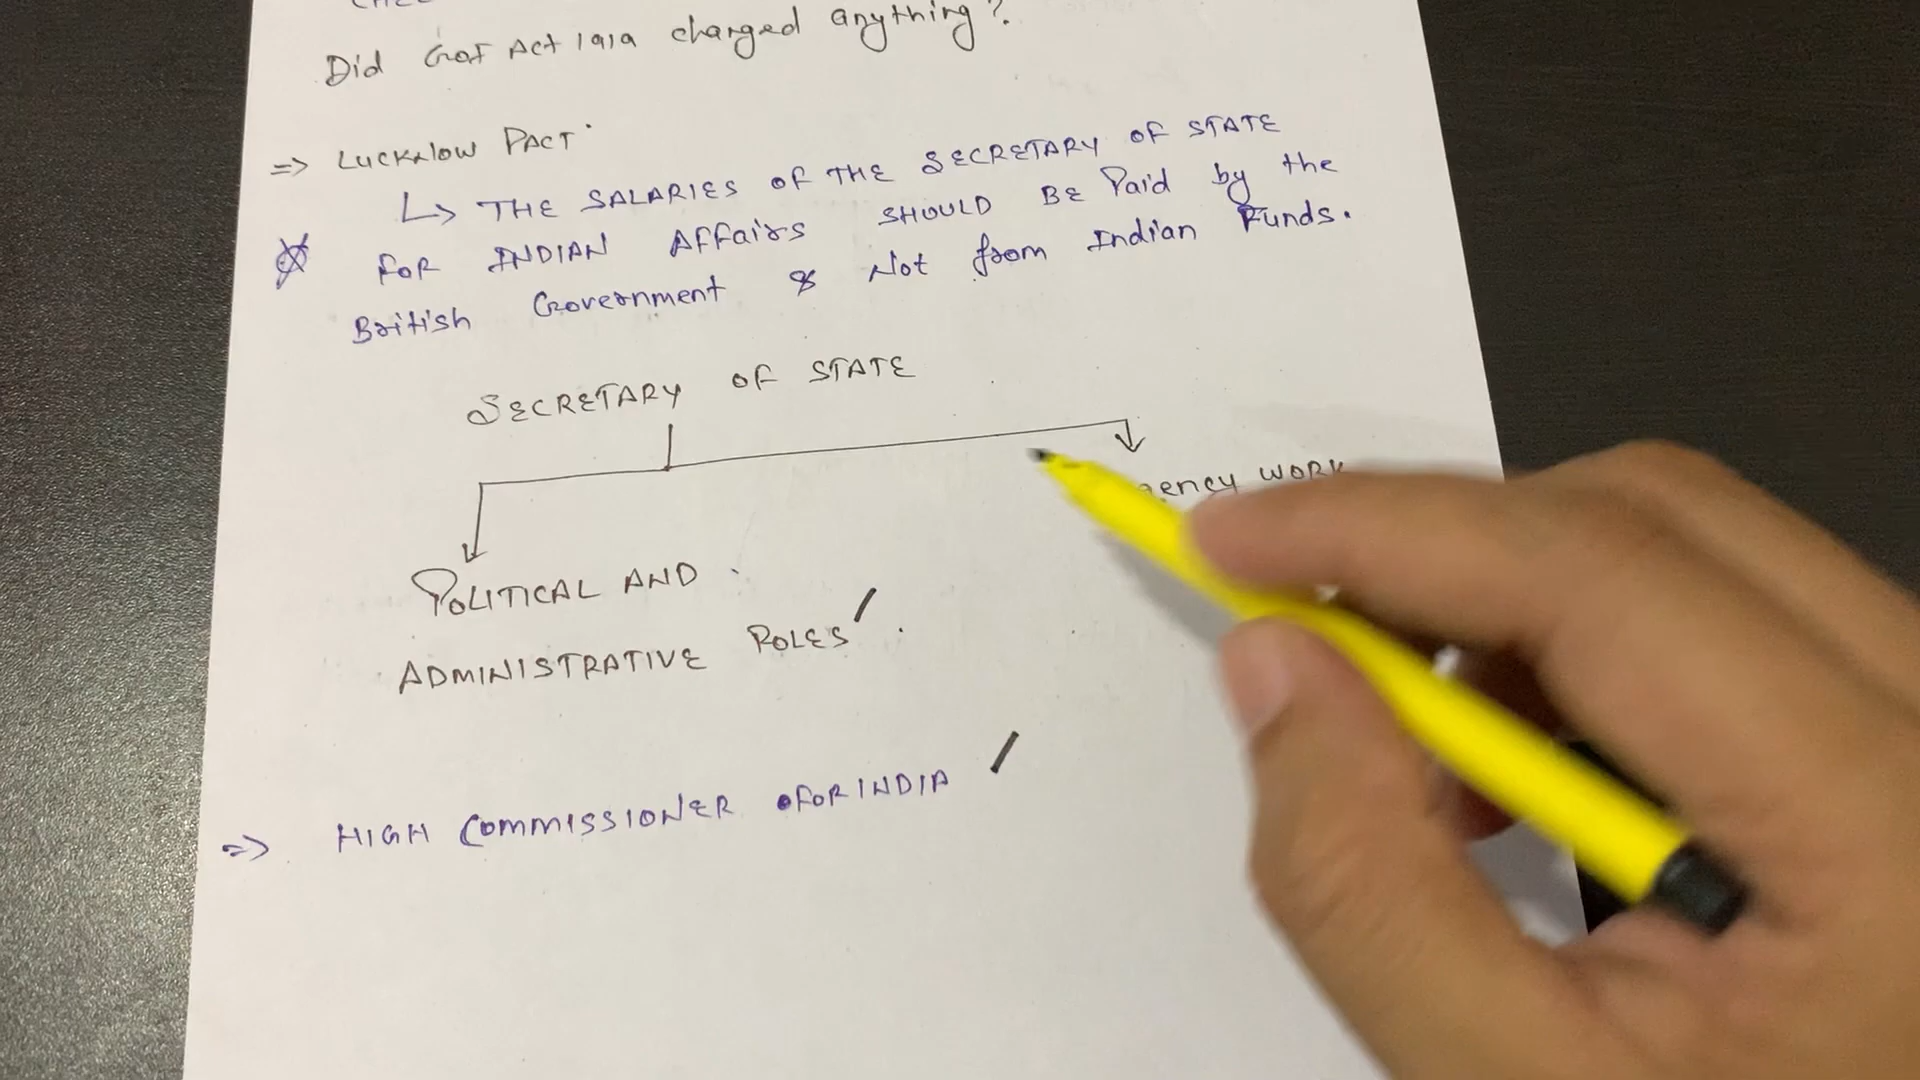 Did GoI Act 1919 changed anything?
=> LUCKNOW PACT
↳ THE SALARIES OF THE SECRETARY OF STATE
FOR INDIAN Affairs SHOULD BE Paid by the
British Government & Not from Indian Funds.
SECRETARY OF STATE
WORK
POLITICAL AND
ADMINISTRATIVE ROLES
=> HIGH COMMISSIONER FOR INDIA